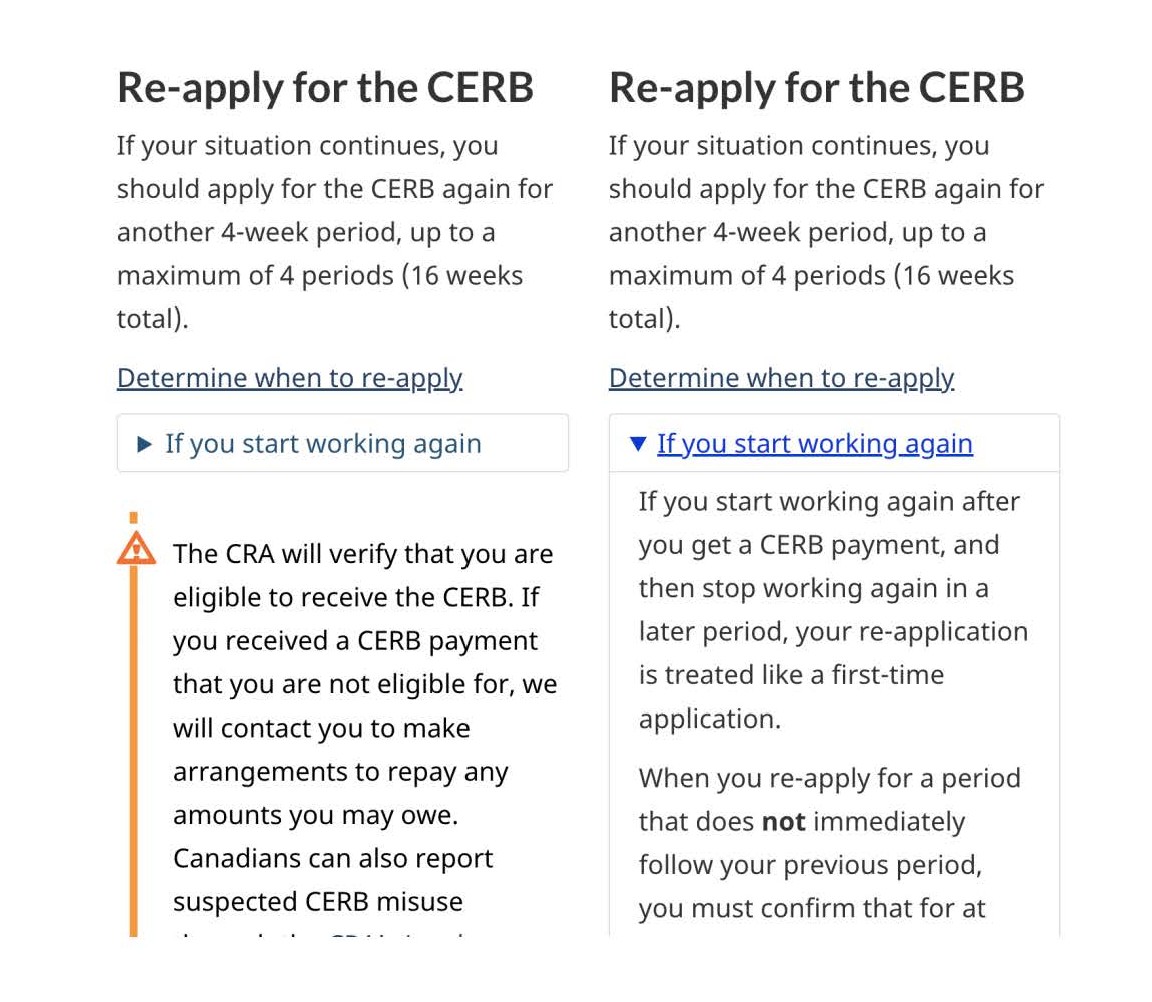 Re-apply for the CERB
If your situation continues, you
should apply for the CERB again for
another 4-week period, up to a
maximum of 4 periods (16 weeks
total).
Determine when to re-apply
If you start working again
The CRA will verify that you are
eligible to receive the CERB. If
you received a CERB payment
that you are not eligible for, we
will contact you to make
arrangements to repay any
amounts you may owe.
Canadians can also report
suspected CERB misuse
Re-apply for the CERB
If your situation continues, you
should apply for the CERB again for
another 4-week period, up to a
maximum of 4 periods (16 weeks
total).
Determine when to re-apply
If you start working again
If you start working again after
you get a CERB payment, and
then stop working again in a
later period, your re-application
is treated like a first-time
application.
When you re-apply for a period
that does not immediately
follow your previous period,
you must confirm that for at